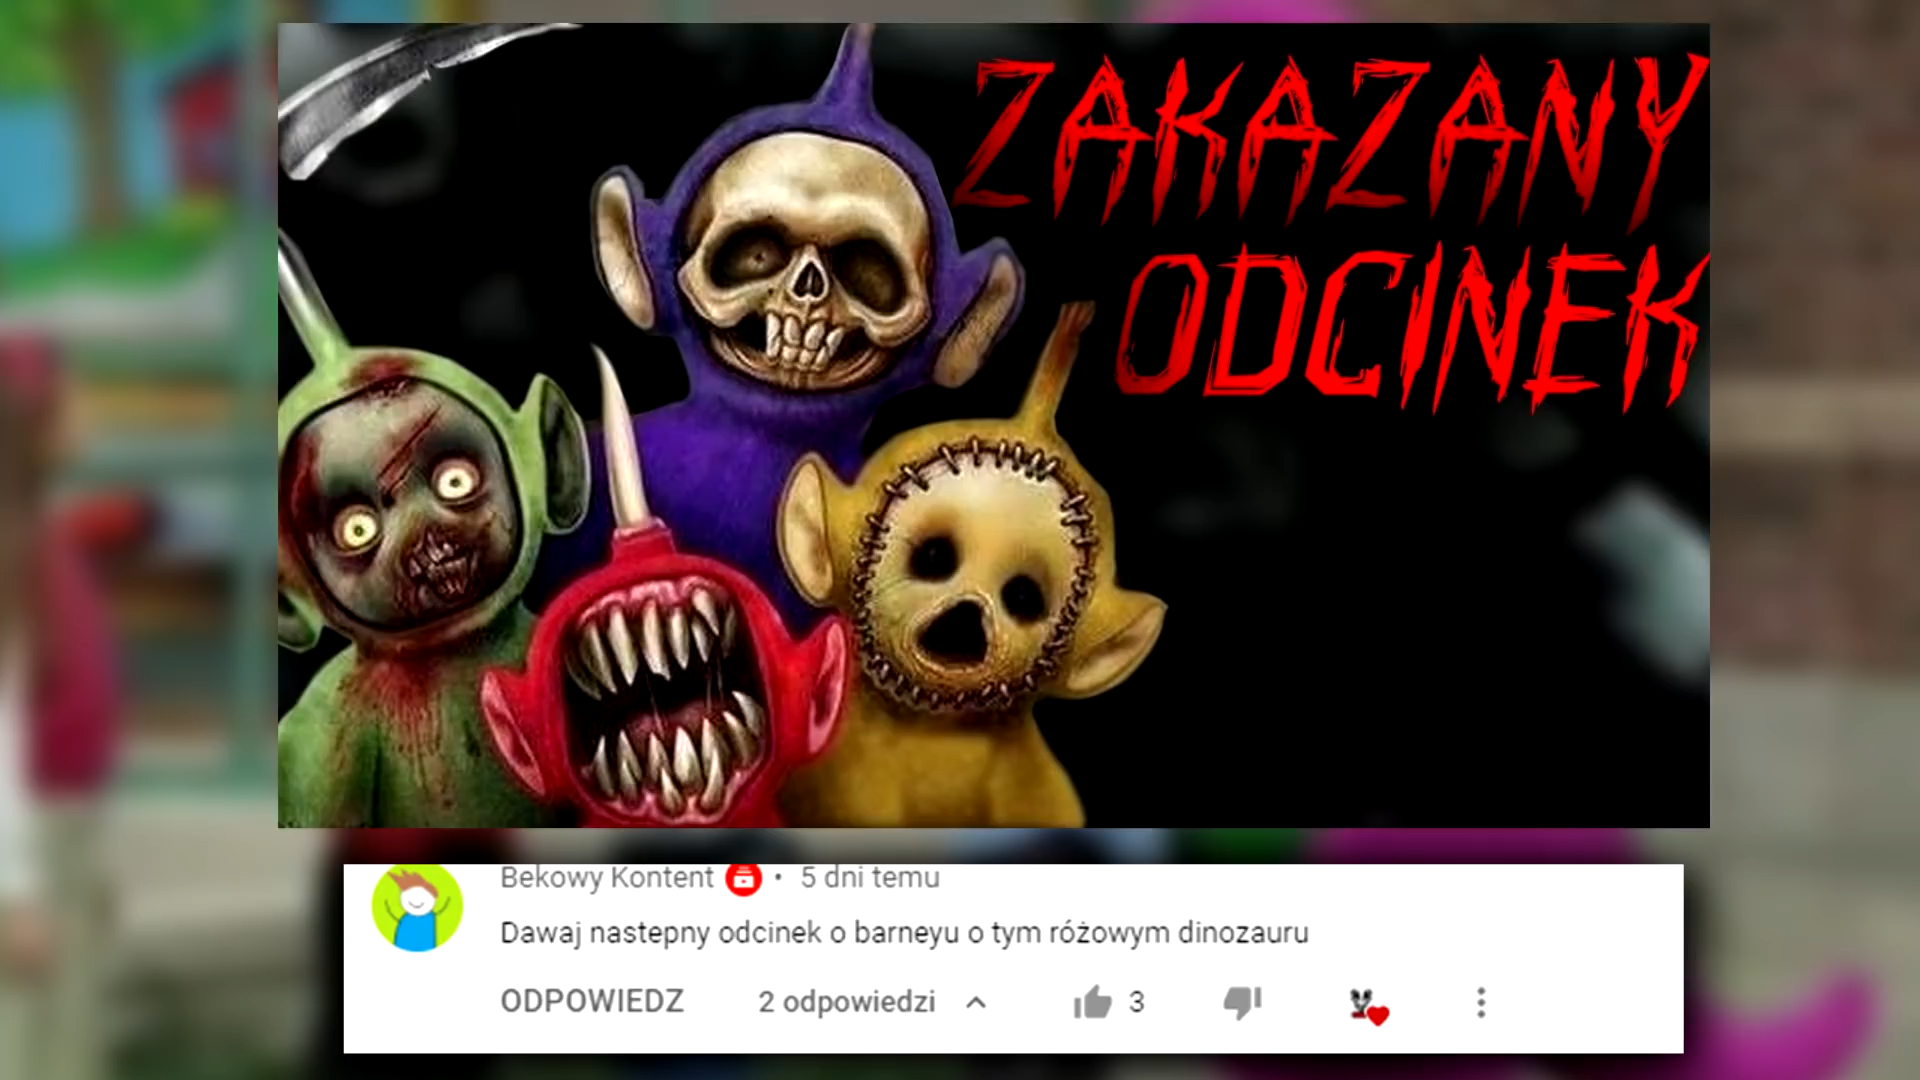 ZAKAZANY
ODCINEK
Bekowy Kontent • 5 dni temu
Dawaj nastepny odcinek o barneyu o tym różowym dinozauru
ODPOWIEDZ 2 odpowiedzi 3